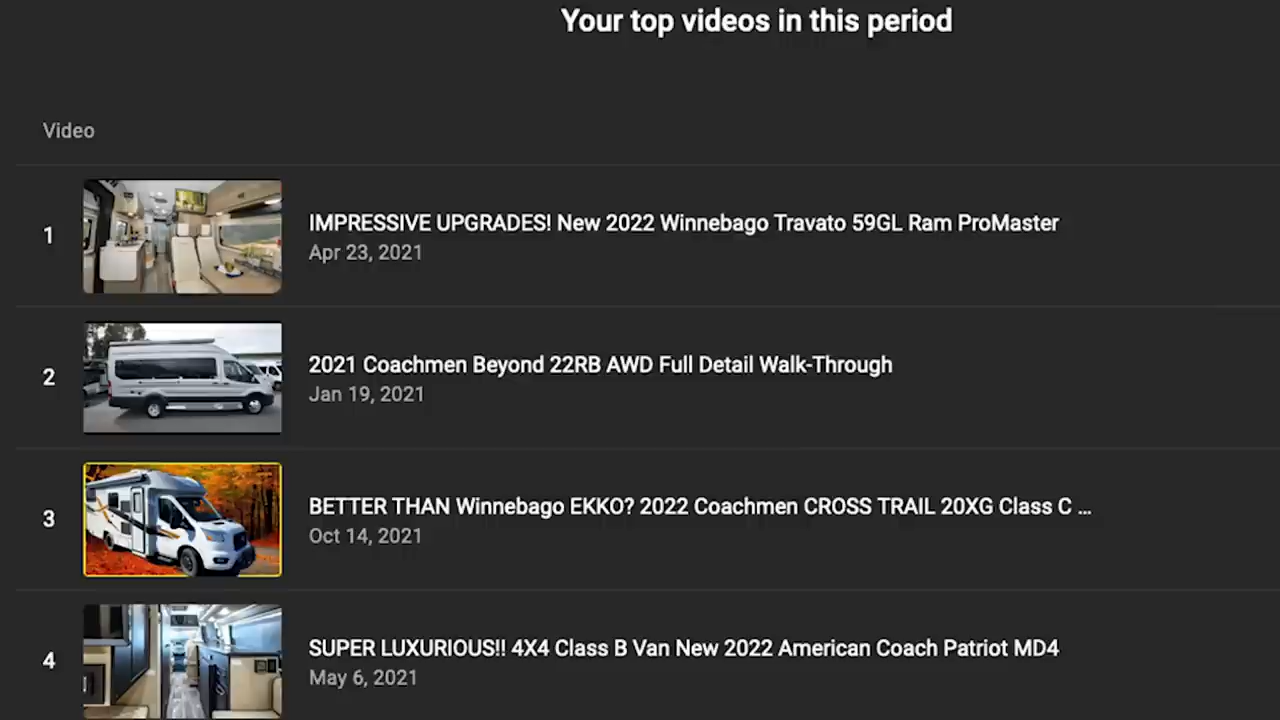 Your top videos in this period
Video
1
IMPRESSIVE UPGRADES! New 2022 Winnebago Travato 59GL Ram ProMaster
Apr 23, 2021
2
2021 Coachmen Beyond 22RB AWD Full Detail Walk-Through
Jan 19, 2021
3
BETTER THAN Winnebago EKKO? 2022 Coachmen CROSS TRAIL 20XG Class C ...
Oct 14, 2021
4
SUPER LUXURIOUS!! 4X4 Class B Van New 2022 American Coach Patriot MD4
May 6, 2021